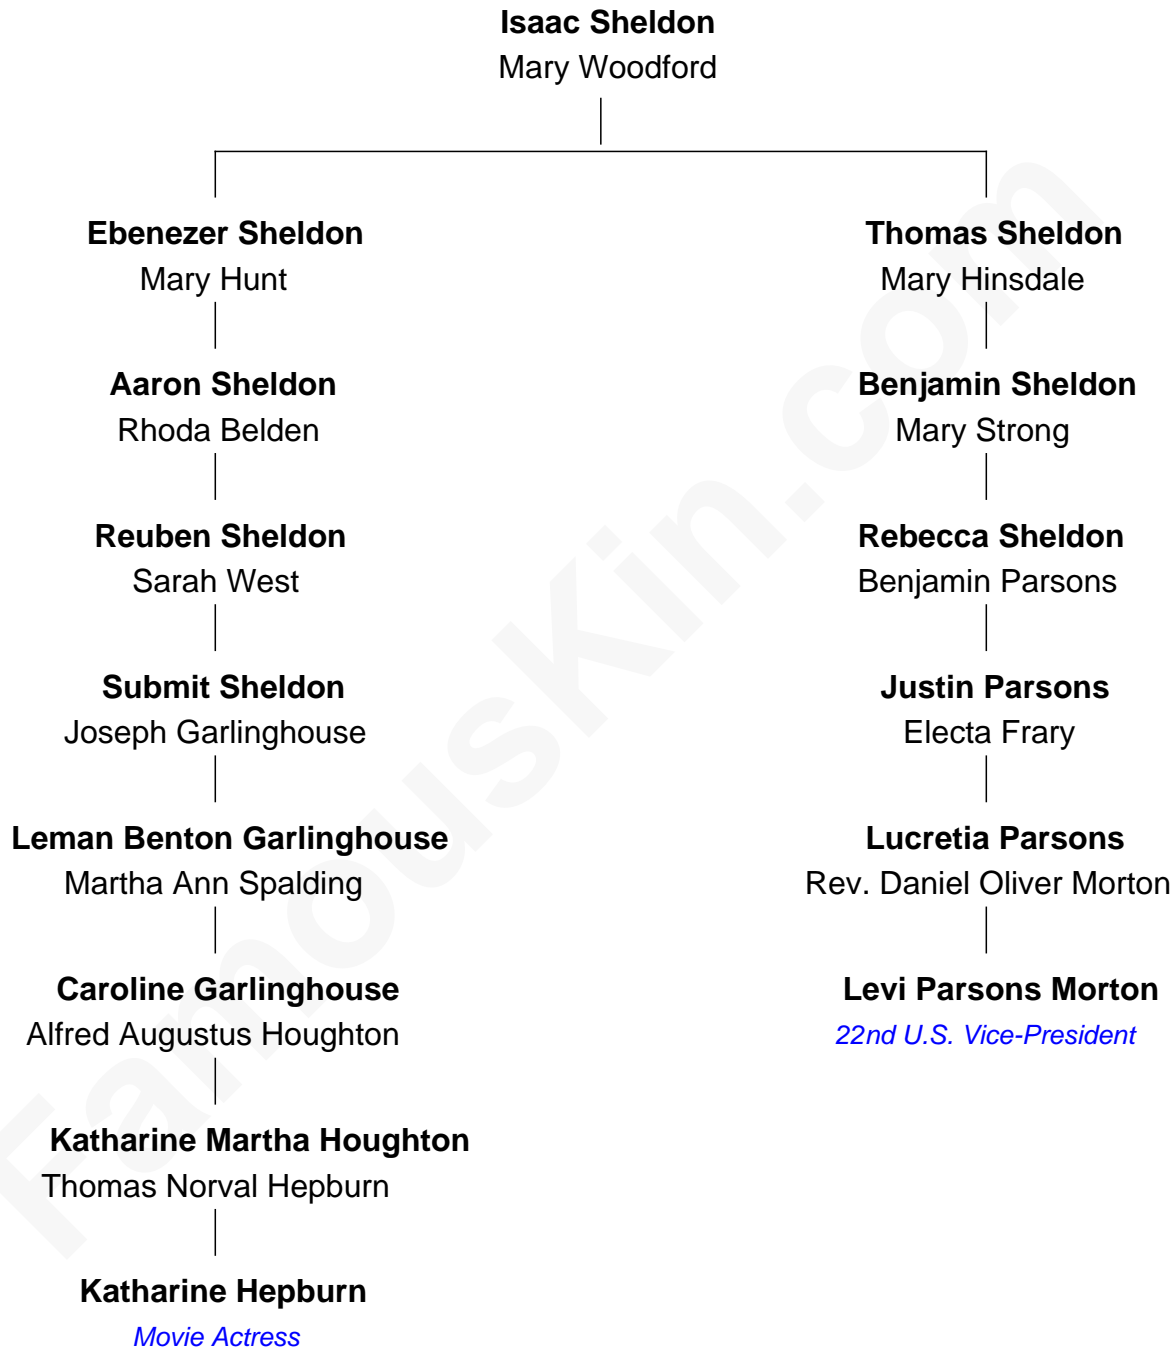 Isaac Sheldon
Mary Woodford
Ebenezer Sheldon
Mary Hunt
Aaron Sheldon
Rhoda Belden
Reuben Sheldon
Sarah West
Submit Sheldon
Joseph Garlinghouse
Leman Benton Garlinghouse
Martha Ann Spalding
Caroline Garlinghouse
Alfred Augustus Houghton
Katharine Martha Houghton
Thomas Norval Hepburn
Katharine Hepburn
Movie Actress
Thomas Sheldon
Mary Hinsdale
Benjamin Sheldon
Mary Strong
Rebecca Sheldon
Benjamin Parsons
Justin Parsons
Electa Frary
Lucretia Parsons
Rev. Daniel Oliver Morton
Levi Parsons Morton
22nd U.S. Vice-President
FamousKin.com